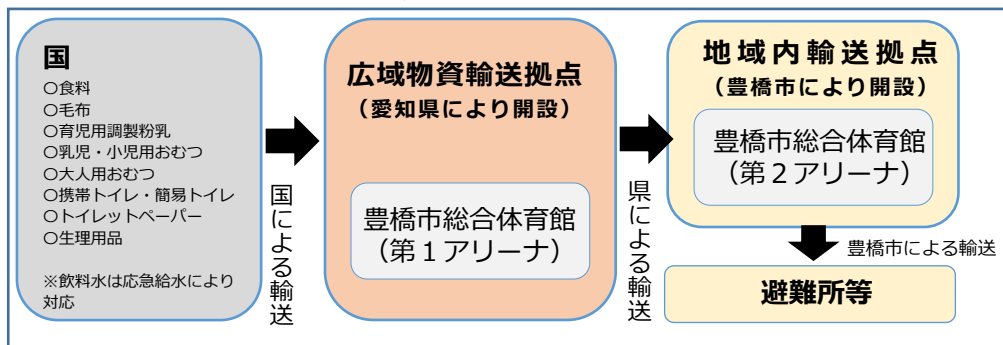 国
○食料
○毛布
○育児用調製粉乳
○乳児・小児用おむつ
○大人用おむつ
○携帯トイレ・簡易トイレ
○トイレットペーパー
○生理用品
※飲料水は応急給水により
対応
国による輸送
広域物資輸送拠点
（愛知県により開設）
豊橋市総合体育館
（第１アリーナ）
県による輸送
地域内輸送拠点
（豊橋市により開設）
豊橋市総合体育館
（第２アリーナ）
豊橋市による輸送
避難所等